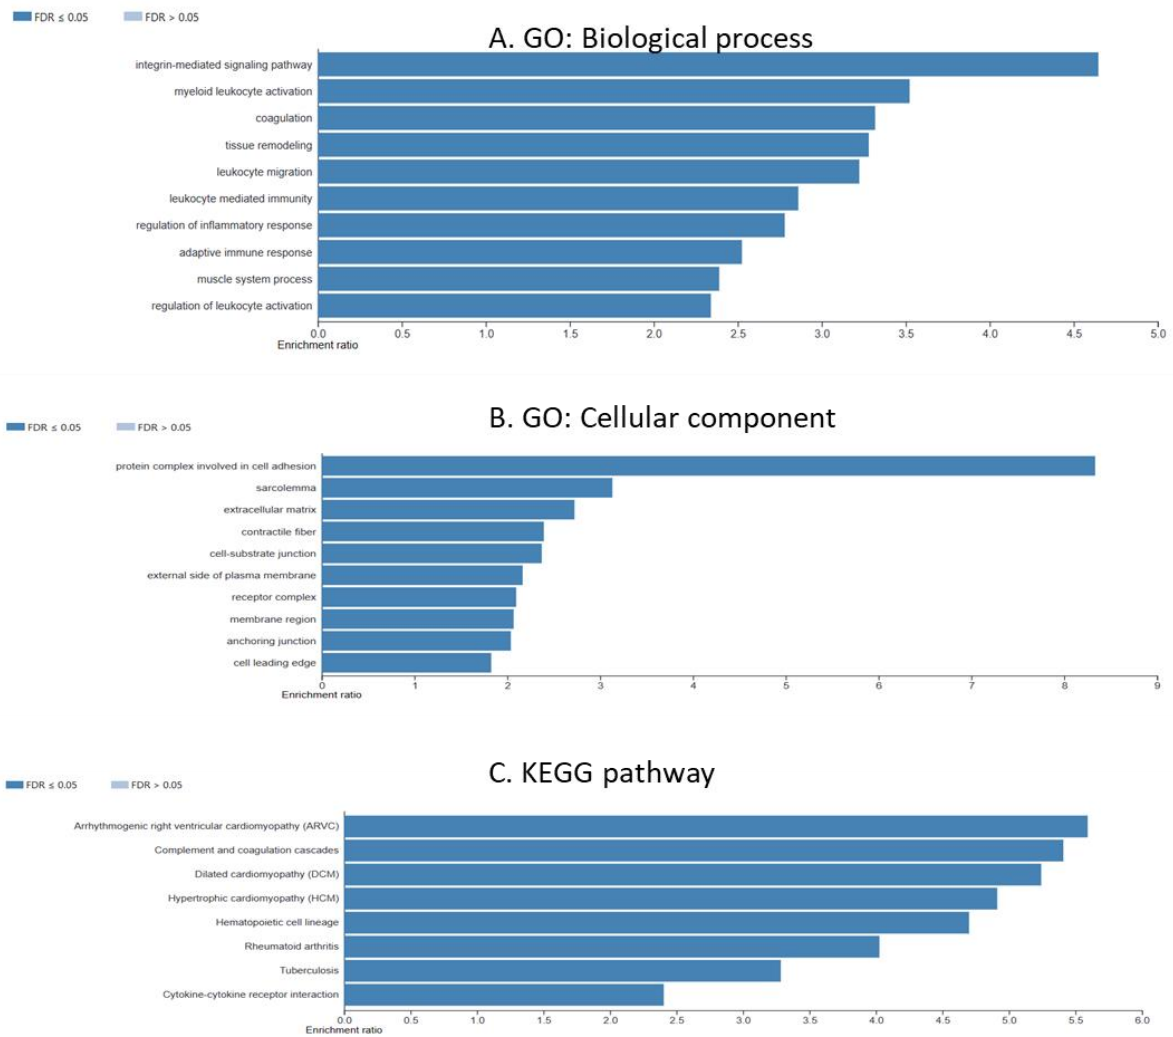 FDR ≤ 0.05 FDR > 0.05
A. GO: Biological process
integrin-mediated signaling pathway
myeloid leukocyte activation
coagulation
tissue remodeling
leukocyte migration
leukocyte mediated immunity
regulation of inflammatory response
adaptive immune response
muscle system process
regulation of leukocyte activation
0.0 0.5 1.0 1.5 2.0 2.5 3.0 3.5 4.0 4.5 5.0
Enrichment ratio
B. GO: Cellular component
FDR ≤ 0.05 FDR > 0.05
protein complex involved in cell adhesion
sarcolemma
extracellular matrix
contractile fiber
cell-substrate junction
external side of plasma membrane
receptor complex
membrane region
anchoring junction
cell leading edge
0 1 2 3 4 5 6 7 8 9
Enrichment ratio
C. KEGG pathway
FDR ≤ 0.05 FDR > 0.05
Arrhythmogenic right ventricular cardiomyopathy (ARVC)
Complement and coagulation cascades
Dilated cardiomyopathy (DCM)
Hypertrophic cardiomyopathy (HCM)
Hematopoietic cell lineage
Rheumatoid arthritis
Tuberculosis
Cytokine-cytokine receptor interaction
0.0 0.5 1.0 1.5 2.0 2.5 3.0 3.5 4.0 4.5 5.0 5.5 6.0
Enrichment ratio